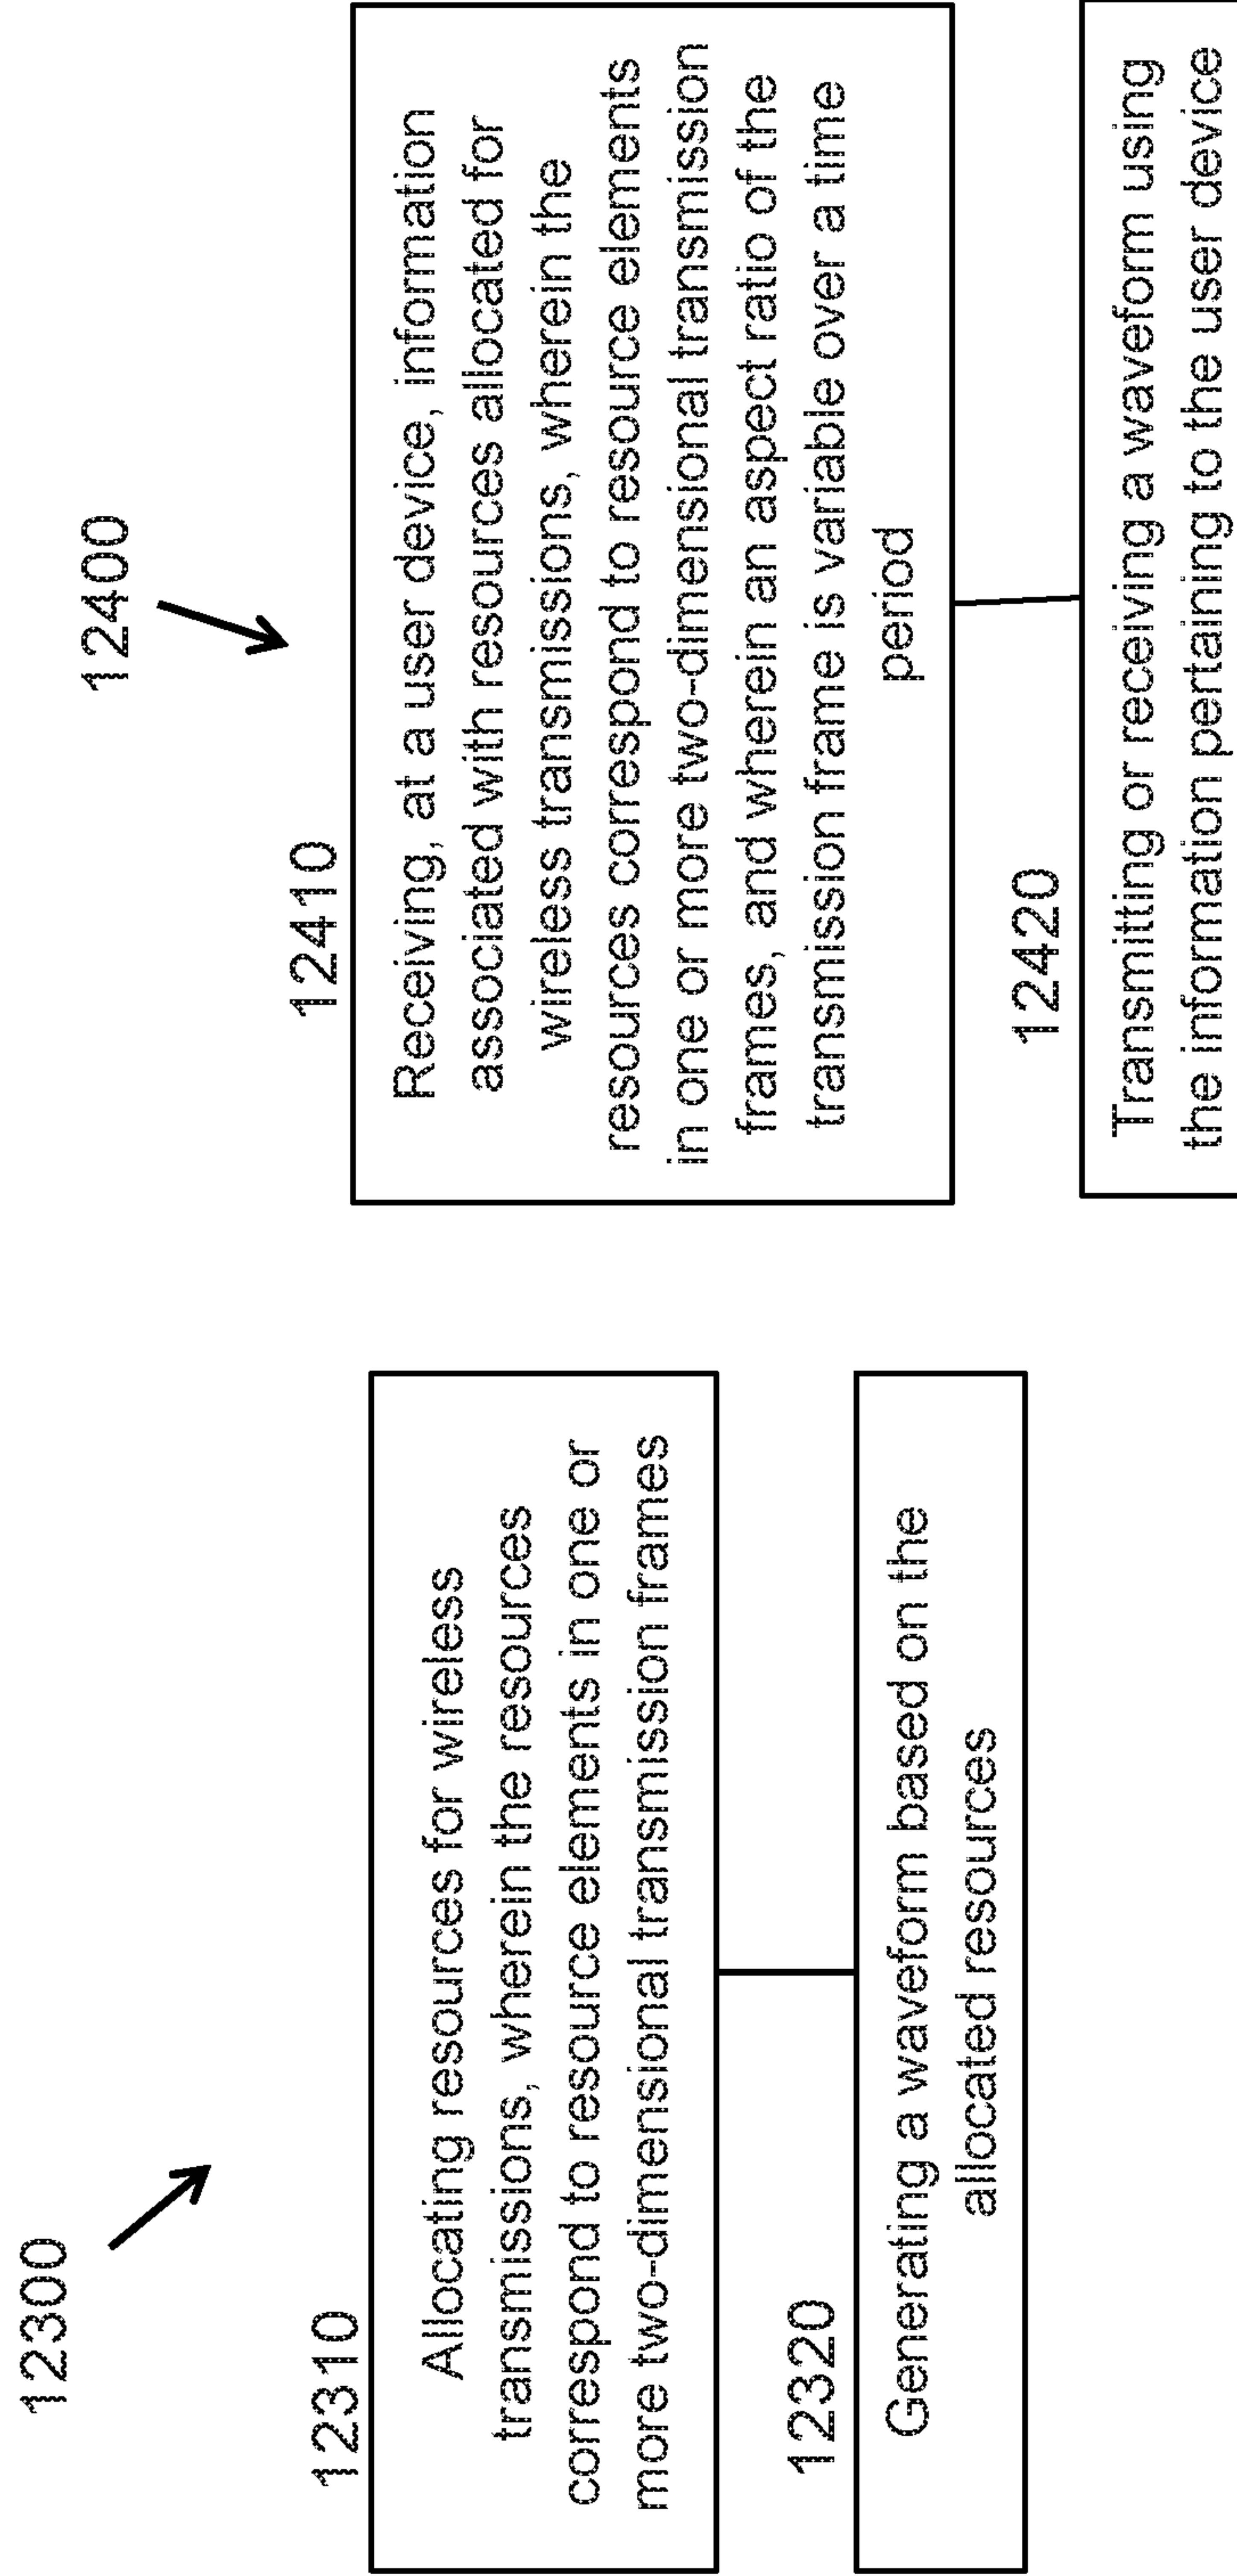 12300
12310
Allocating resources for wireless
transmissions, wherein the resources
correspond to resource elements in one or
more two-dimensional transmission frames
12320
Generating a waveform based on the
allocated resources
12400
12410
Receiving, at a user device, information
associated with resources allocated for
wireless transmissions, wherein the
resources correspond to resource elements
in one or more two-dimensional transmission
frames, and wherein an aspect ratio of the
transmission frame is variable over a time
period
12420
Transmitting or receiving a waveform using
the information pertaining to the user device